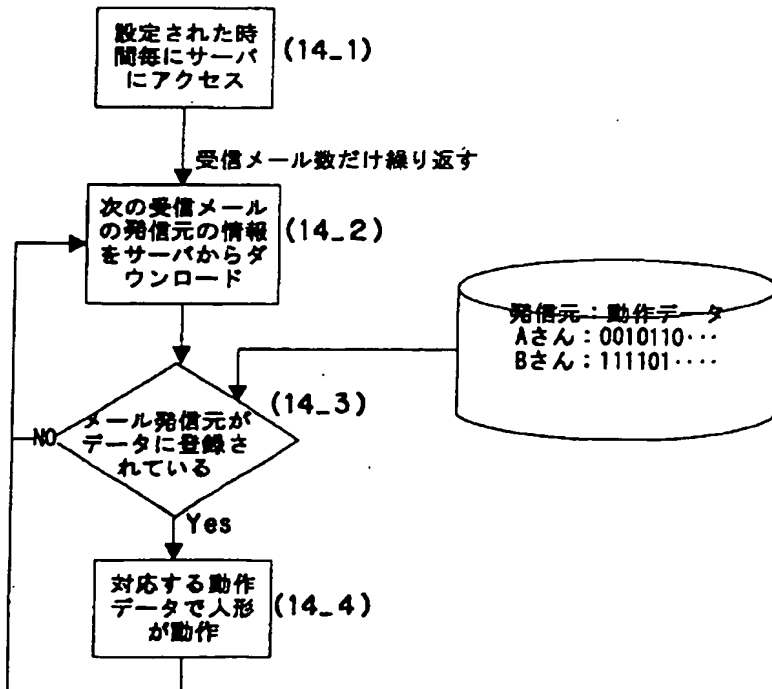 設定された時
間毎にサーバ
にアクセス
(14_1)
受信メール数だけ繰り返す
次の受信メール
の発信元の情報
をサーバからダ
ウンロード
(14_2)
発信元：動作データ
Aさん：0010110···
Bさん：111101····
メール発信元が
データに登録さ
れている
(14_3)
NO
Yes
対応する動作
データで人形
が動作
(14_4)